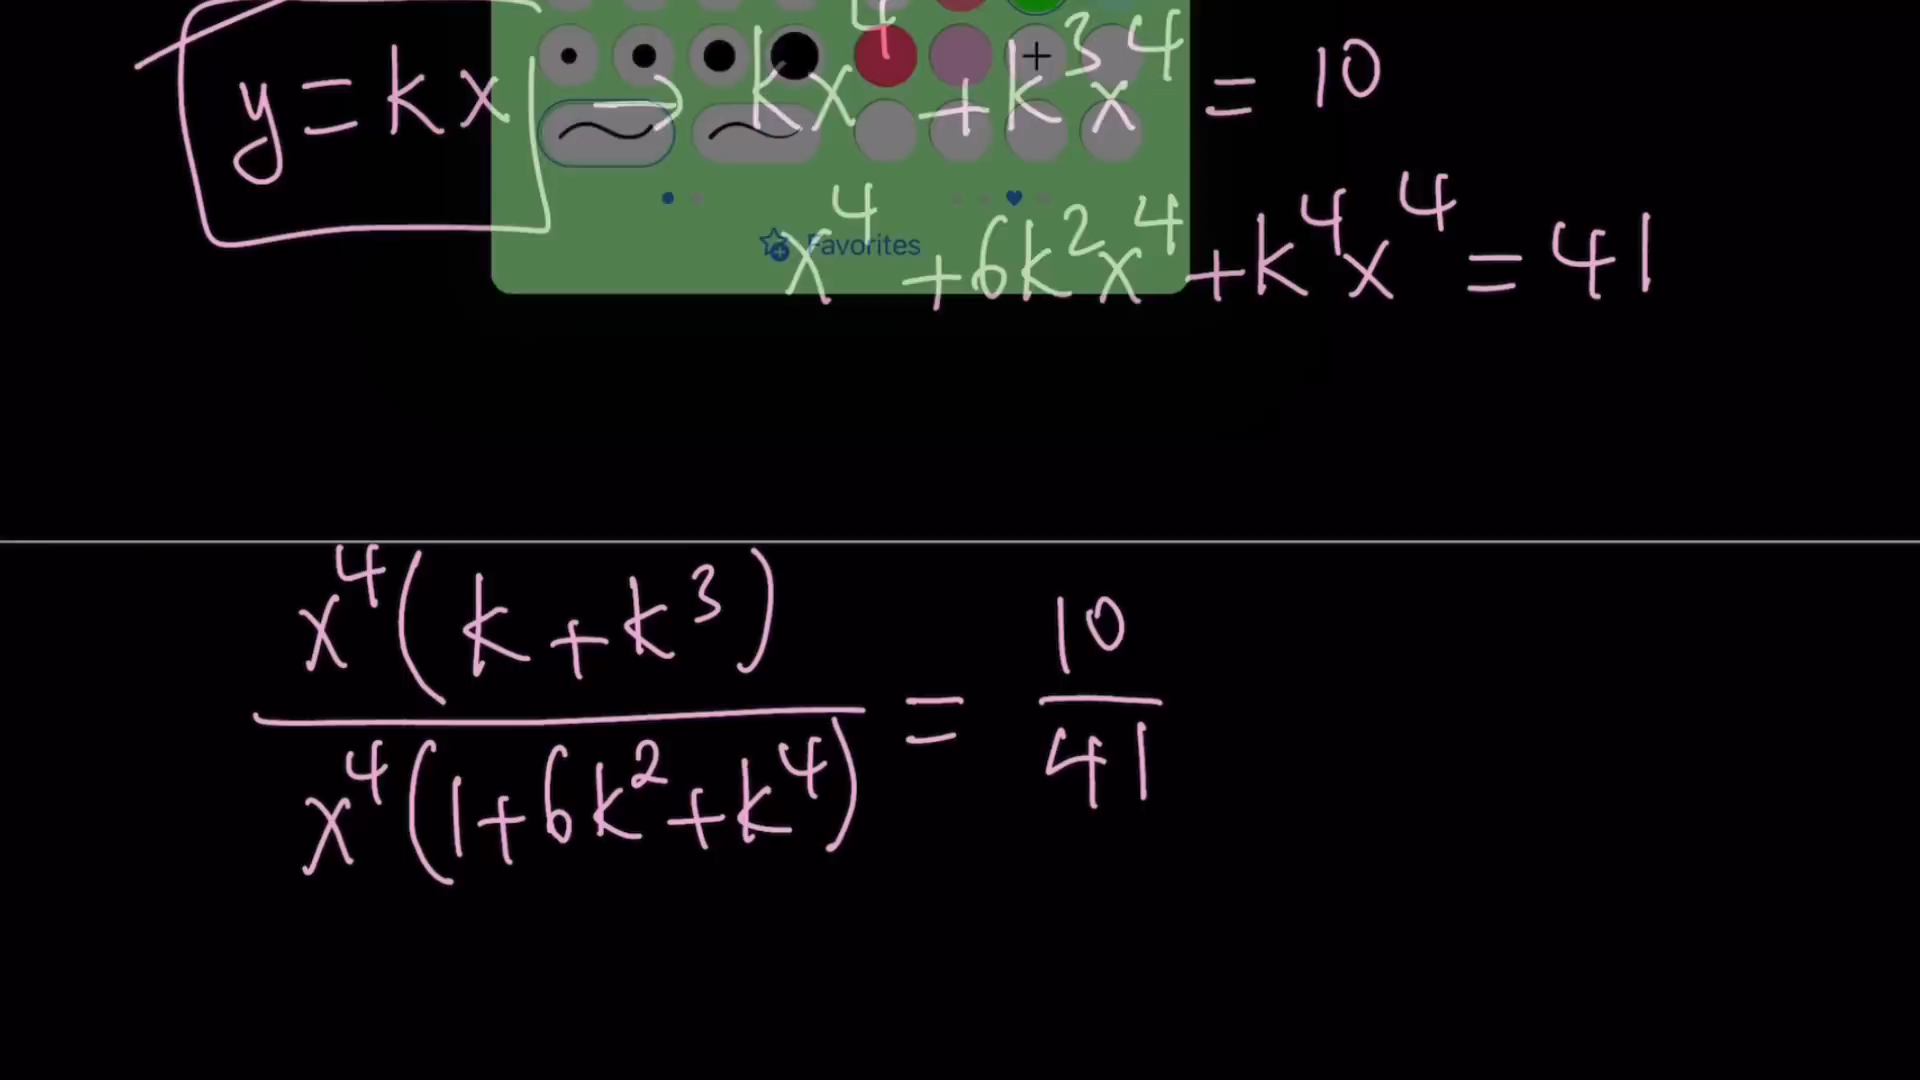 y = kx → kx⁴ + k³x⁴ = 10
Favorites
x⁴ + 6k²x⁴ + k⁴x⁴ = 41
x⁴(k + k³)
10
=
x⁴(1 + 6k² + k⁴)
41